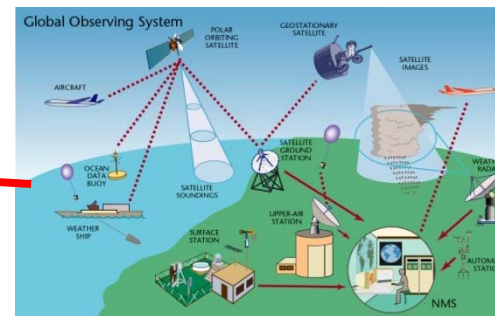 Global Observing System
POLAR
ORBITING
SATELLITE
GEOSTATIONARY
SATELLITE
SATELLITE
IMAGES
AIRCRAFT
OCEAN
DATA
BUOY
SATELLITE
SOUNDINGS
SATELLITE
GROUND
STATION
WEATHER
SHIP
UPPER-AIR
STATION
SURFACE
STATION
NMS